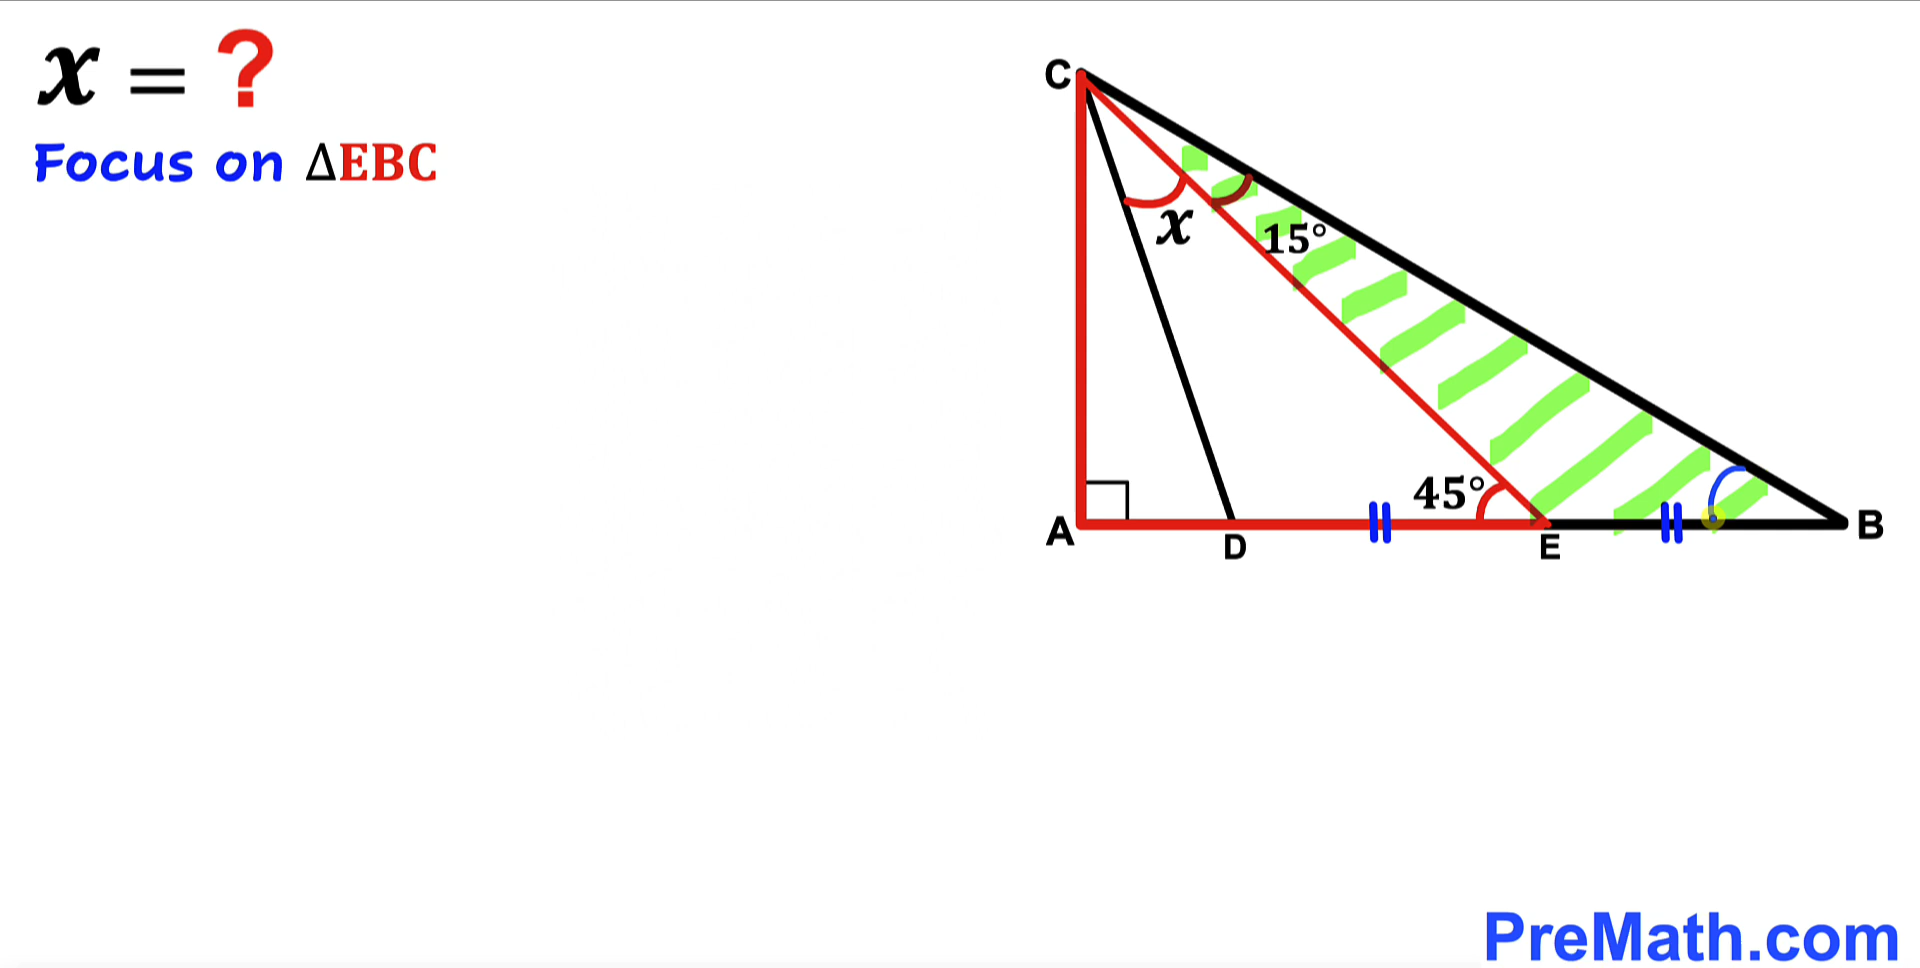 x = ?
Focus on ΔEBC
C
x
15°
45°
A
D
E
B
PreMath.com